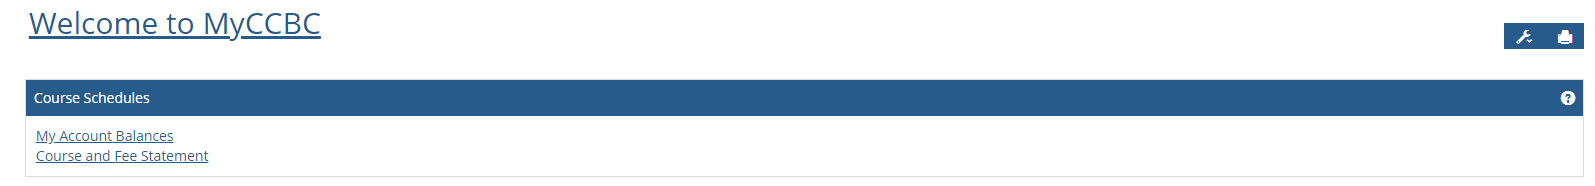 Welcome to MyCCBC
Course Schedules
My Account Balances
Course and Fee Statement